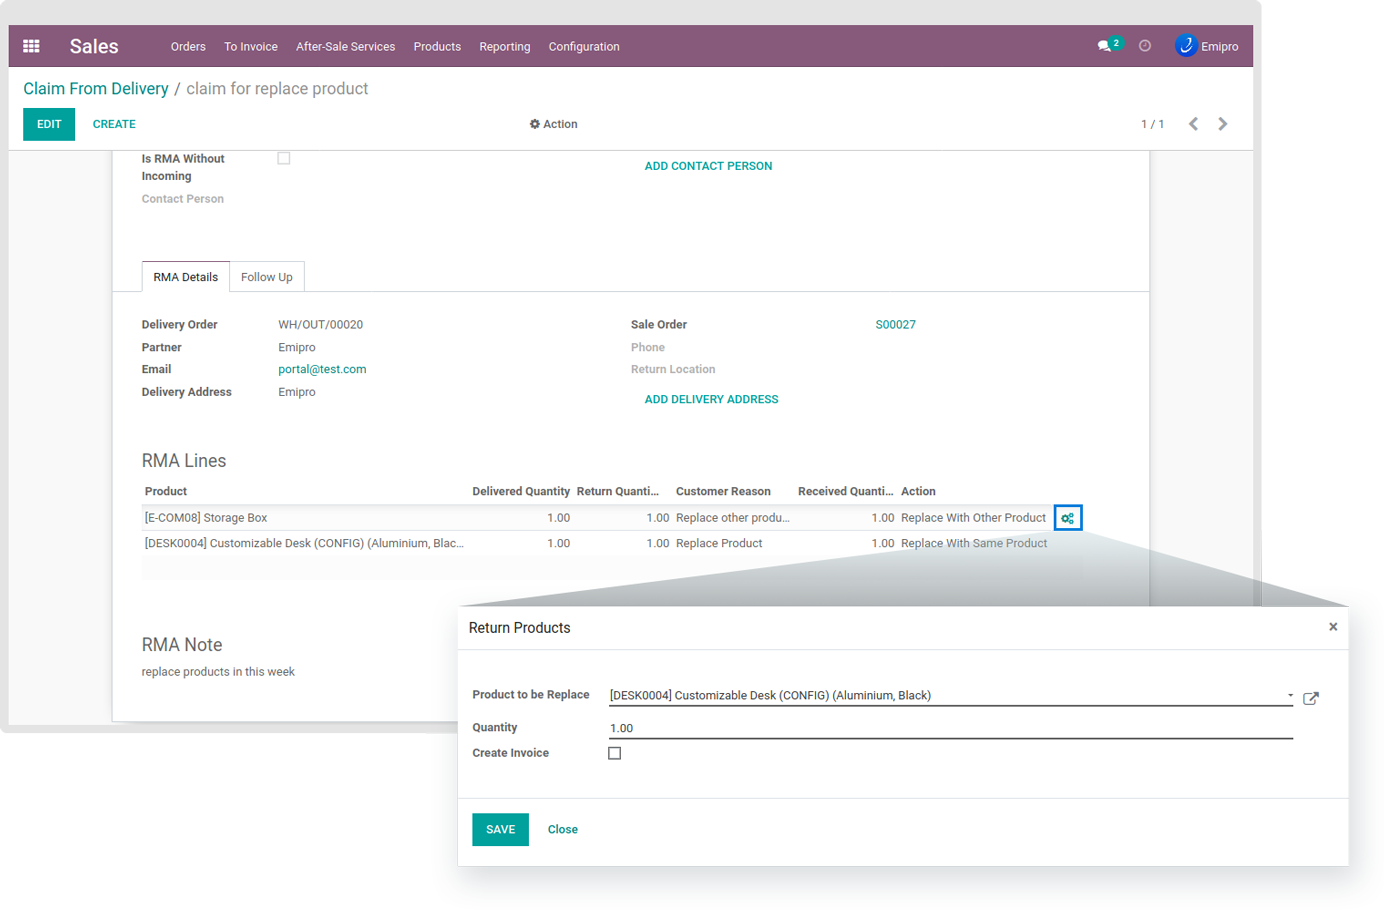 Sales Orders To Invoice After-Sale Services Products Reporting Configuration 2 Emipro
Claim From Delivery / claim for replace product
EDIT CREATE Action 1 / 1
Is RMA Without
Incoming
ADD CONTACT PERSON
Contact Person
RMA Details Follow Up
Delivery Order WH/OUT/00020 Sale Order S00027
Partner Emipro Phone
Email portal@test.com Return Location
Delivery Address Emipro
ADD DELIVERY ADDRESS
RMA Lines
Product Delivered Quantity Return Quanti... Customer Reason Received Quanti... Action
[E-COM08] Storage Box 1.00 1.00 Replace other produ... 1.00 Replace With Other Product
[DESK0004] Customizable Desk (CONFIG) (Aluminium, Blac... 1.00 1.00 Replace Product 1.00 Replace With Same Product
RMA Note
replace products in this week
Return Products ×
Product to be Replace [DESK0004] Customizable Desk (CONFIG) (Aluminium, Black)
Quantity 1.00
Create Invoice
SAVE Close